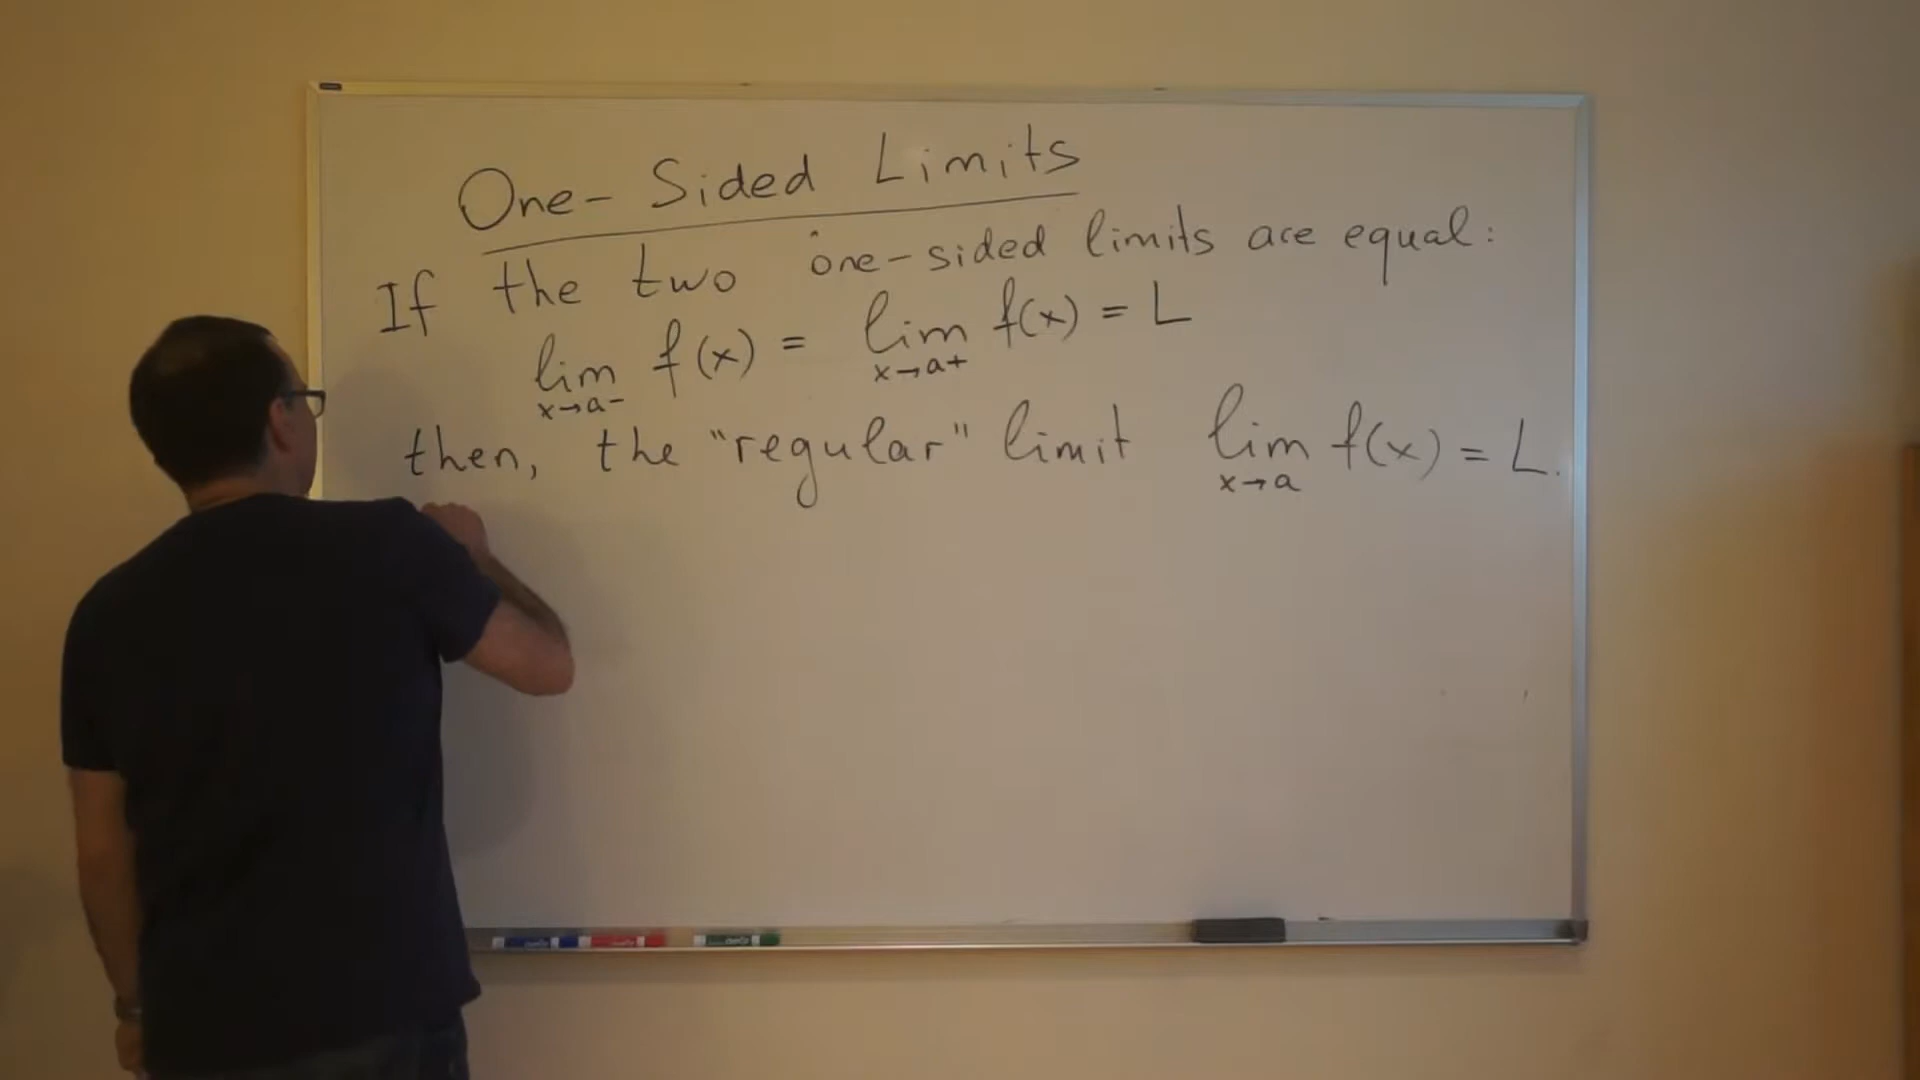 One-Sided Limits
If the two one-sided limits are equal:
lim f(x) = lim f(x) = L
x→a- x→a+
then, the "regular" limit lim f(x) = L.
x→a